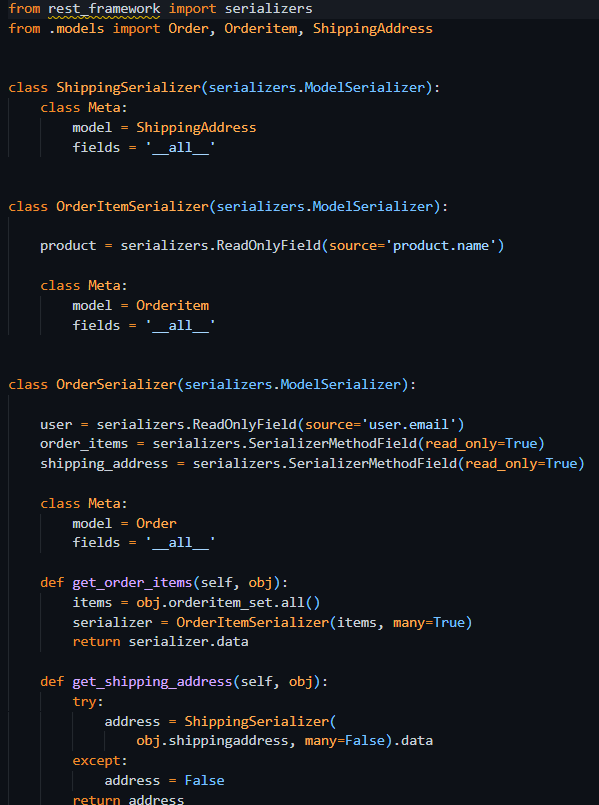 from rest_framework import serializers
from .models import Order, Orderitem, ShippingAddress
class ShippingSerializer(serializers.ModelSerializer):
    class Meta:
        model = ShippingAddress
        fields = '__all__'
class OrderItemSerializer(serializers.ModelSerializer):
    product = serializers.ReadOnlyField(source='product.name')
    class Meta:
        model = Orderitem
        fields = '__all__'
class OrderSerializer(serializers.ModelSerializer):
    user = serializers.ReadOnlyField(source='user.email')
    order_items = serializers.SerializerMethodField(read_only=True)
    shipping_address = serializers.SerializerMethodField(read_only=True)
    class Meta:
        model = Order
        fields = '__all__'
    def get_order_items(self, obj):
        items = obj.orderitem_set.all()
        serializer = OrderItemSerializer(items, many=True)
        return serializer.data
    def get_shipping_address(self, obj):
        try:
            address = ShippingSerializer(
                obj.shippingaddress, many=False).data
        except:
            address = False
        return address